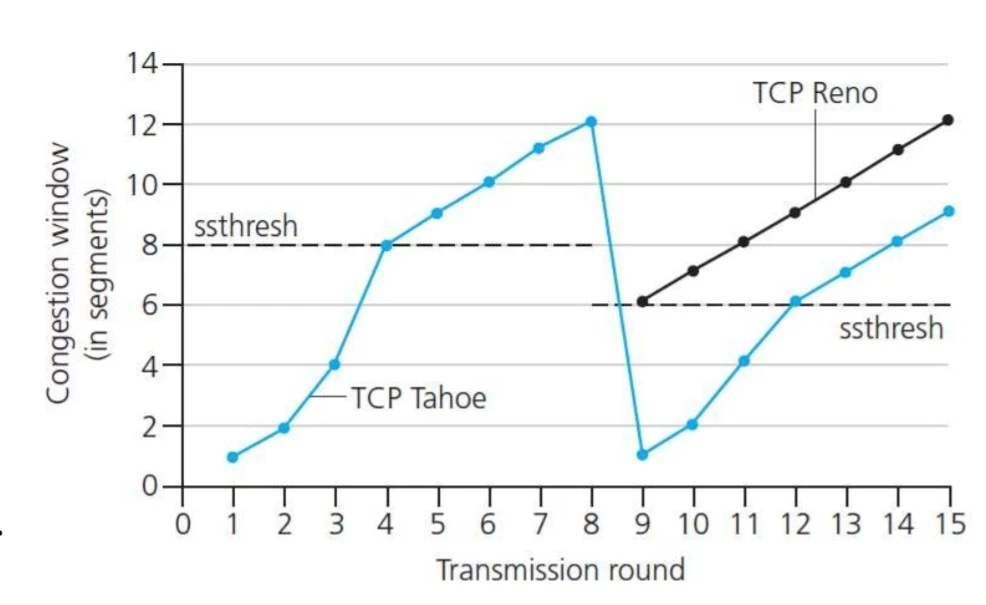 14
TCP Reno
12
10
ssthresh
8
6
ssthresh
4
TCP Tahoe
2
0
0 1 2 3 4 5 6 7 8 9 10 11 12 13 14 15
Transmission round
Congestion window
(in segments)
.